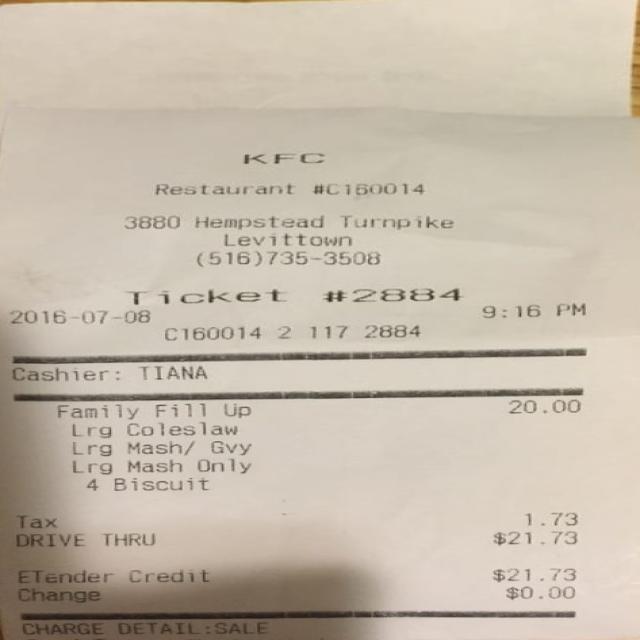 KFC
Restaurant #C160014
3880 Hempstead Turnpike
Levittown
(516)735-3508
Ticket #2884
2016-07-08 9:16 PM
C160014 2 117 2884
Cashier: TIANA
Family Fill Up 20.00
Lrg Coleslaw
Lrg Mash/ Gvy
Lrg Mash Only
4 Biscuit
Tax 1.73
DRIVE THRU $21.73
ETender Credit $21.73
Change $0.00
CHARGE DETAIL:SALE